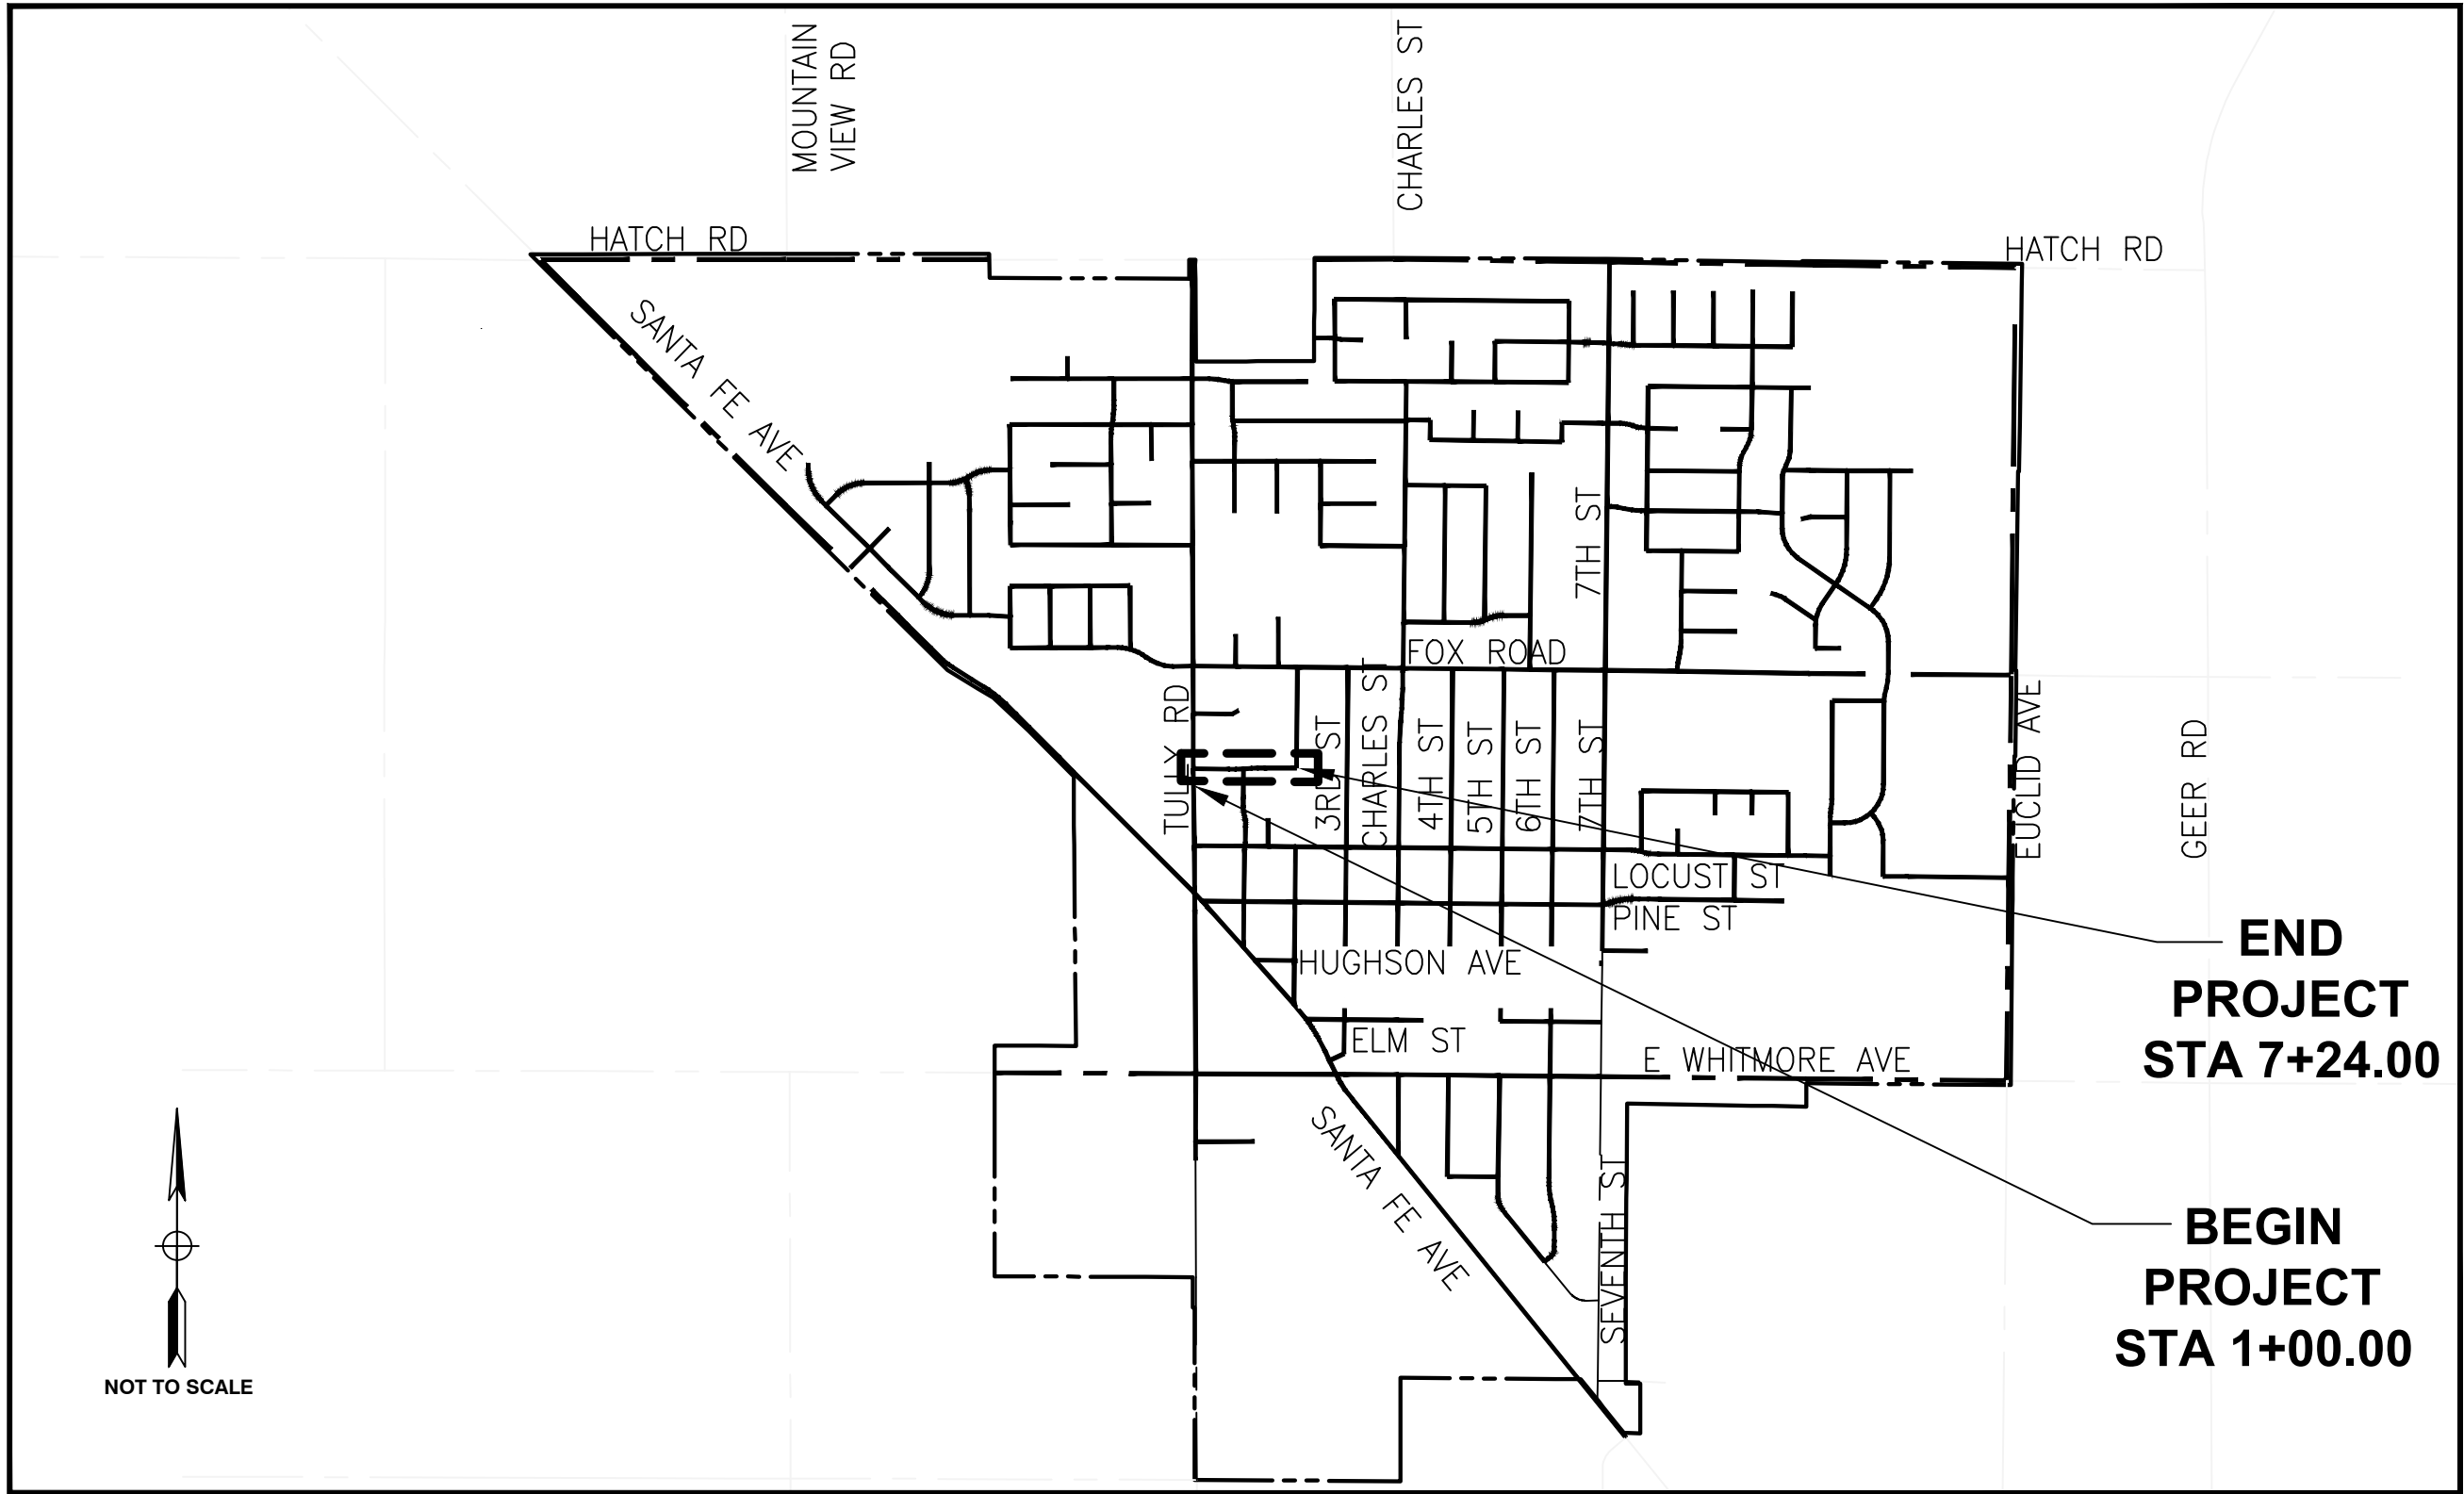 MOUNTAIN
VIEW RD
CHARLES ST
HATCH RD
HATCH RD
SANTA FE AVE
7TH ST
FOX ROAD
TULLY RD
3RD ST
CHARLES ST
4TH ST
5TH ST
6TH ST
7TH ST
EUCLID AVE
GEER RD
LOCUST ST
PINE ST
HUGHSON AVE
END
PROJECT
STA 7+24.00
ELM ST
E WHITMORE AVE
SANTA FE AVE
SEVENTH ST
BEGIN
PROJECT
STA 1+00.00
NOT TO SCALE